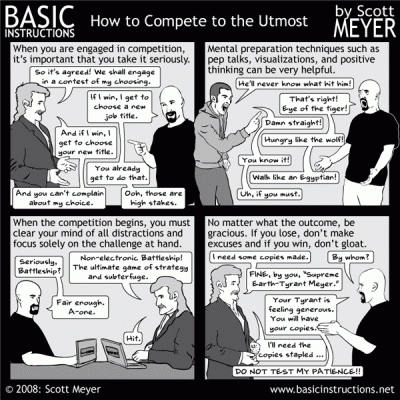 BASIC
INSTRUCTIONS
How to Compete to the Utmost
by Scott
MEYER
When you are engaged in competition,
it's important that you take it seriously.
So it's agreed! We shall engage
in a contest of my choosing.
If I win, I get to
choose a new
job title.
And if I win, I
get to choose
your new title.
You already
get to do that.
And you can't complain
about my choice.
Ooh, those are
high stakes.
Mental preparation techniques such as
pep talks, visualizations, and positive
thinking can be very helpful.
He'll never know what hit him!
That's right!
Eye of the tiger!
Damn straight!
Hungry like the wolf!
You know it!
Walk like an Egyptian!
Uh, if you must.
When the competition begins, you must
clear your mind of all distractions and
focus solely on the challenge at hand.
Seriously,
Battleship?
Non-electronic Battleship!
The ultimate game of strategy
and subterfuge.
Fair enough.
A-one.
Hit.
No matter what the outcome, be
gracious. If you lose, don't make
excuses and if you win, don't gloat.
I need some copies made.
By whom?
FINE, by you, "Supreme
Earth-Tyrant Meyer."
Your Tyrant is
feeling generous.
You will have
your copies.
I'll need the
copies stapled ...
DO NOT TEST MY PATIENCE!!
© 2008: Scott Meyer
www.basicinstructions.net